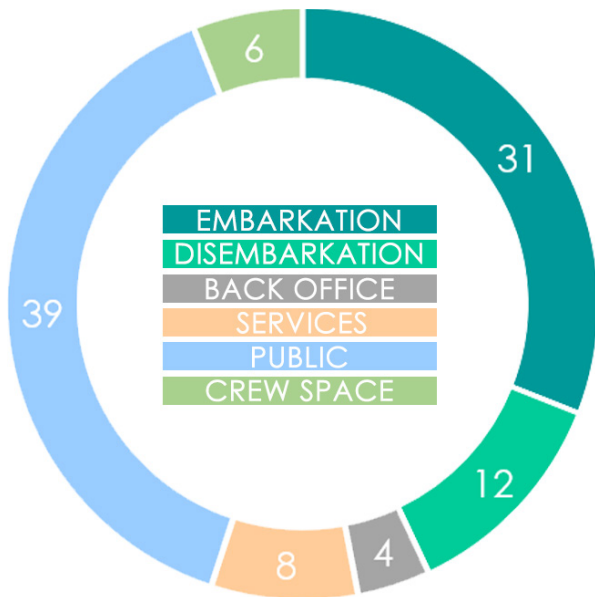 6
31
EMBARKATION
DISEMBARKATION
BACK OFFICE
SERVICES
PUBLIC
CREW SPACE
39
12
4
8